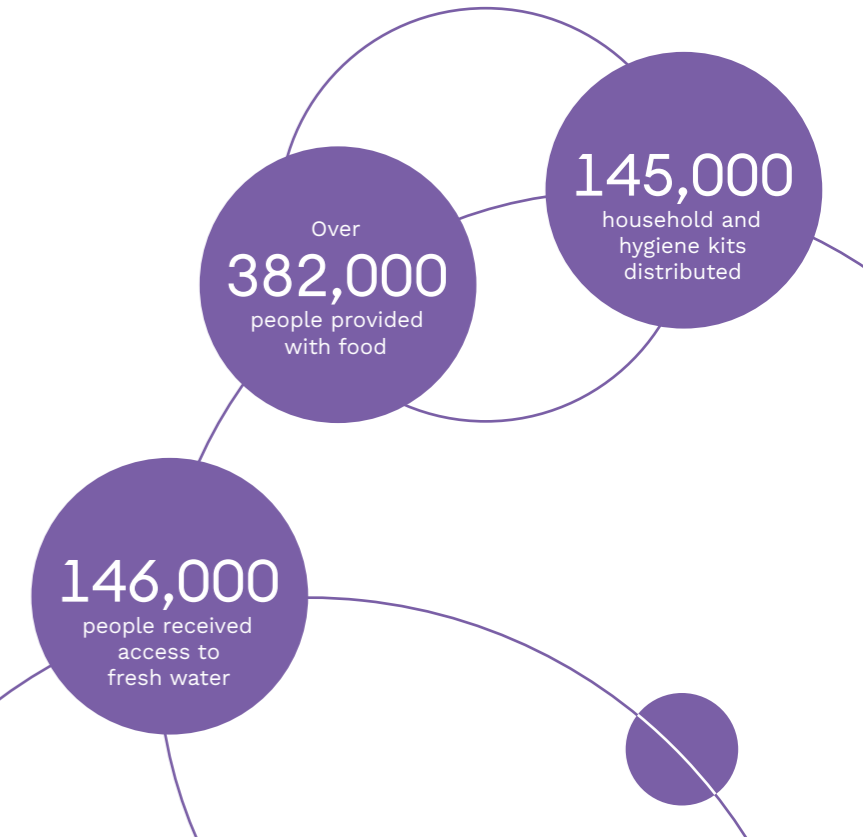 145,000
household and
hygiene kits
distributed
Over
382,000
people provided
with food
146,000
people received
access to
fresh water